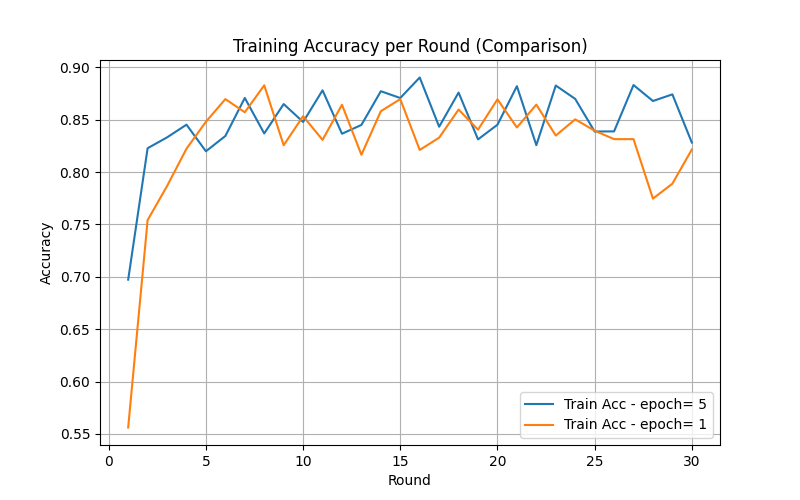 Training Accuracy per Round (Comparison)
0.90
0.85
0.80
0.75
0.70
0.65
0.60
0.55
Accuracy
0 5 10 15 20 25 30
Round
Train Acc - epoch= 5
Train Acc - epoch= 1